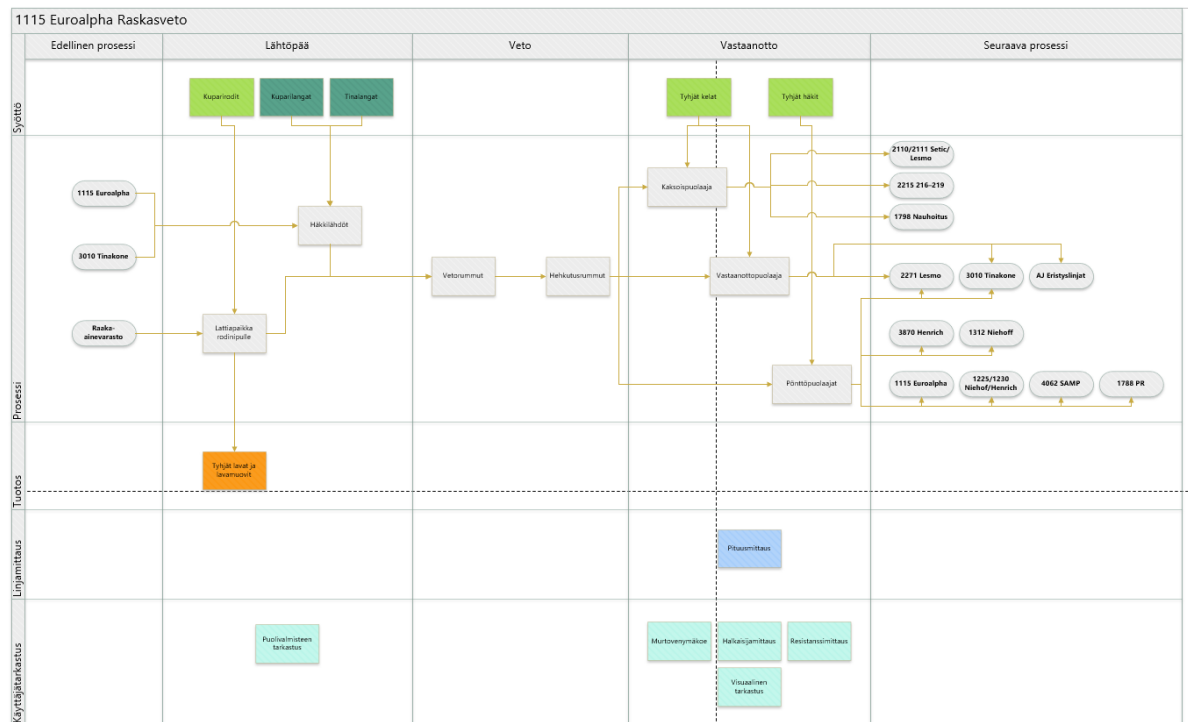 1115 Euroalpha Raskasveto
Edellinen prosessi
Lähtöpää
Veto
Vastaanotto
Seuraava prosessi
Syöttö
Kuparirodit
Kuparilangat
Tinalangat
Tyhjät kelat
Tyhjät häkit
Prosessi
1115 Euroalpha
3010 Tinakone
Raaka-
ainevarasto
Häkkilähdöt
Lattiapaikka
rodinipulle
Vetorummut
Hehkutusrummut
Kaksoispuolaaja
Vastaanottopuolaaja
Pönttöpuolaajat
2110/2111 Setic/
Lesmo
2215 216–219
1798 Nauhoitus
2271 Lesmo
3010 Tinakone
AJ Eristyslinjat
3870 Henrich
1312 Niehoff
1115 Euroalpha
1225/1230
Niehof/Henrich
4062 SAMP
1788 PR
Tuotos
Tyhjät lavat ja
lavamuovit
Linjamittaus
Pituusmittaus
Käyttäjätarkastus
Puolivalmisteen
tarkastus
Murtovenymäkoe
Halkaisijamittaus
Resistanssimittaus
Visuaalinen
tarkastus